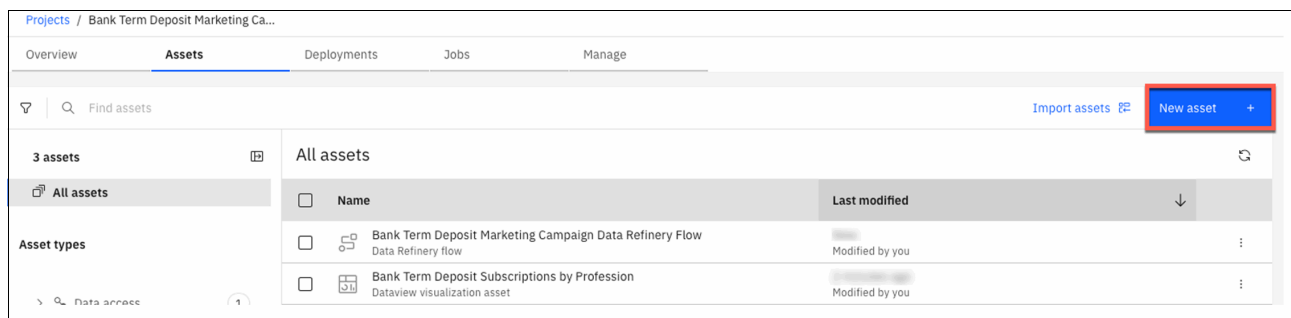 Projects / Bank Term Deposit Marketing Ca...
Overview Assets Deployments Jobs Manage
Find assets Import assets New asset +
3 assets
All assets
Asset types
Data access 1
All assets
Name Last modified
Bank Term Deposit Marketing Campaign Data Refinery Flow
Data Refinery flow Modified by you
Bank Term Deposit Subscriptions by Profession
Dataview visualization asset Modified by you